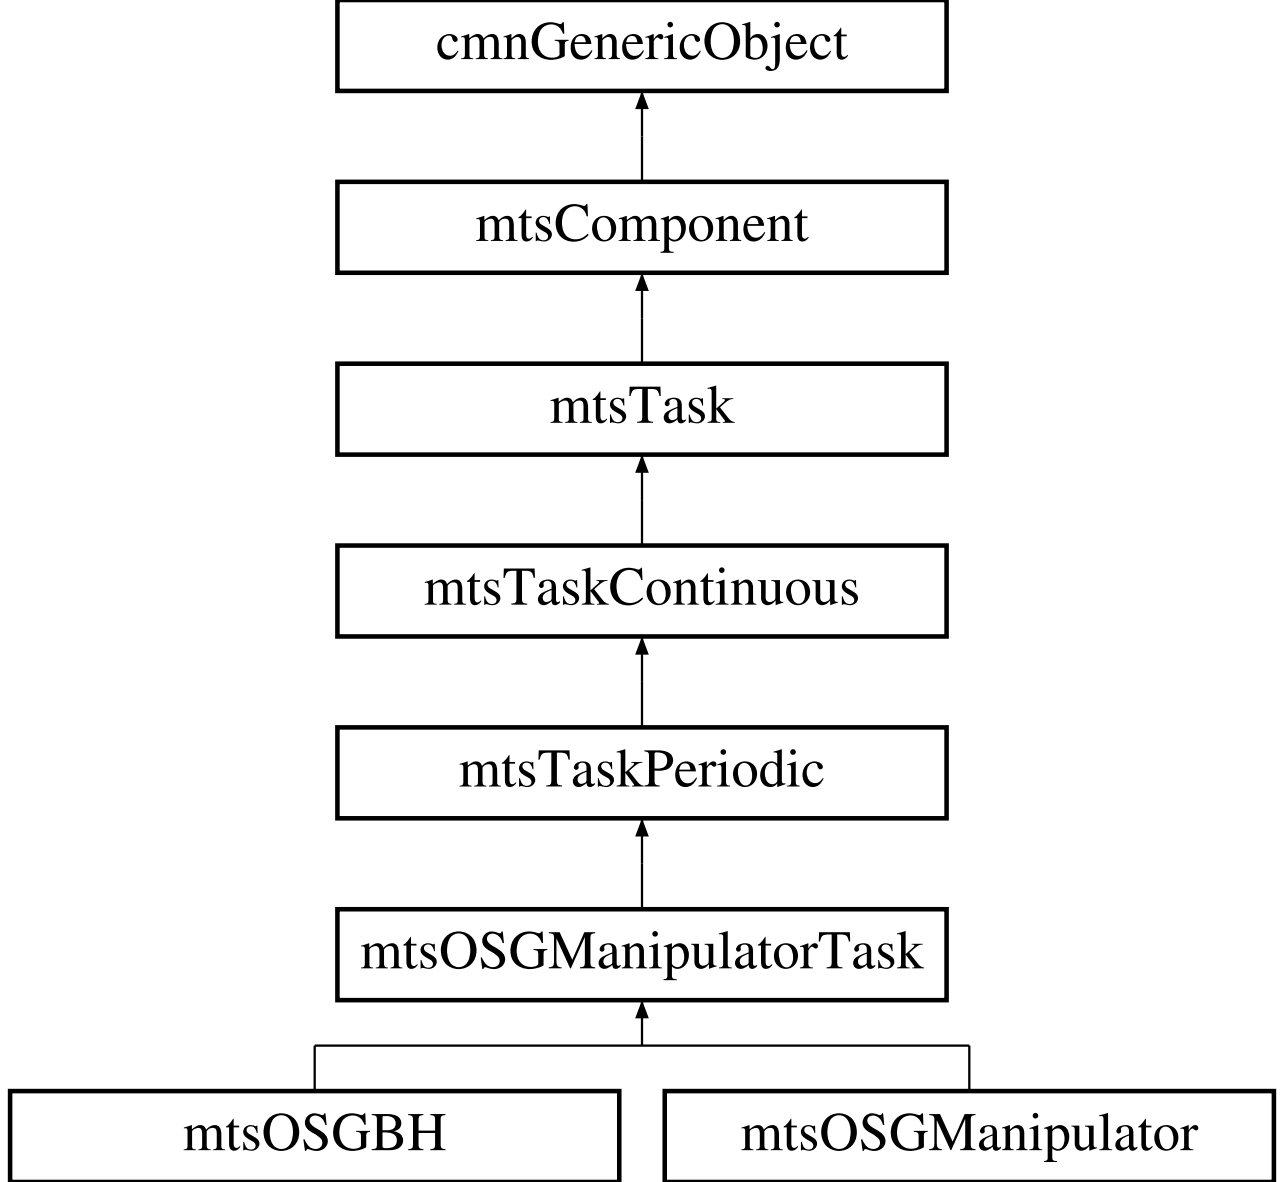 cmnGenericObject
mtsComponent
mtsTask
mtsTaskContinuous
mtsTaskPeriodic
mtsOSGManipulatorTask
mtsOSGBH
mtsOSGManipulator